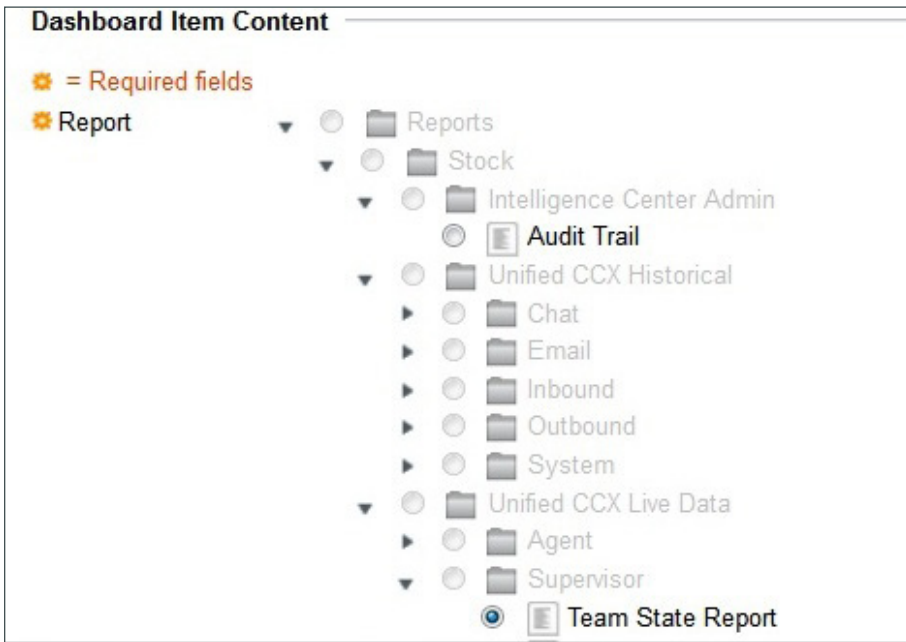 Dashboard Item Content
= Required fields
Report
Reports
Stock
Intelligence Center Admin
Audit Trail
Unified CCX Historical
Chat
Email
Inbound
Outbound
System
Unified CCX Live Data
Agent
Supervisor
Team State Report